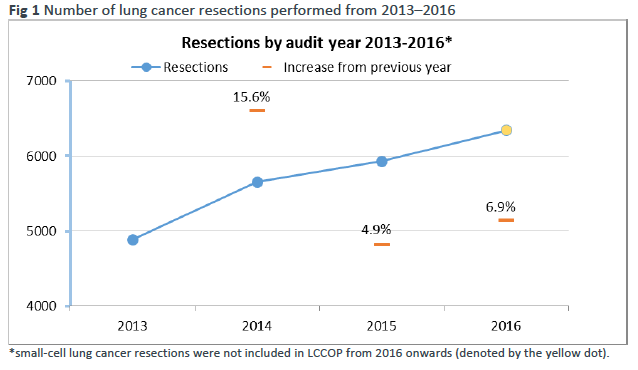 Fig 1 Number of lung cancer resections performed from 2013–2016
Resections by audit year 2013-2016*
Resections Increase from previous year
7000
15.6%
6000
6.9%
4.9%
5000
4000
2013 2014 2015 2016
*small-cell lung cancer resections were not included in LCCOP from 2016 onwards (denoted by the yellow dot).